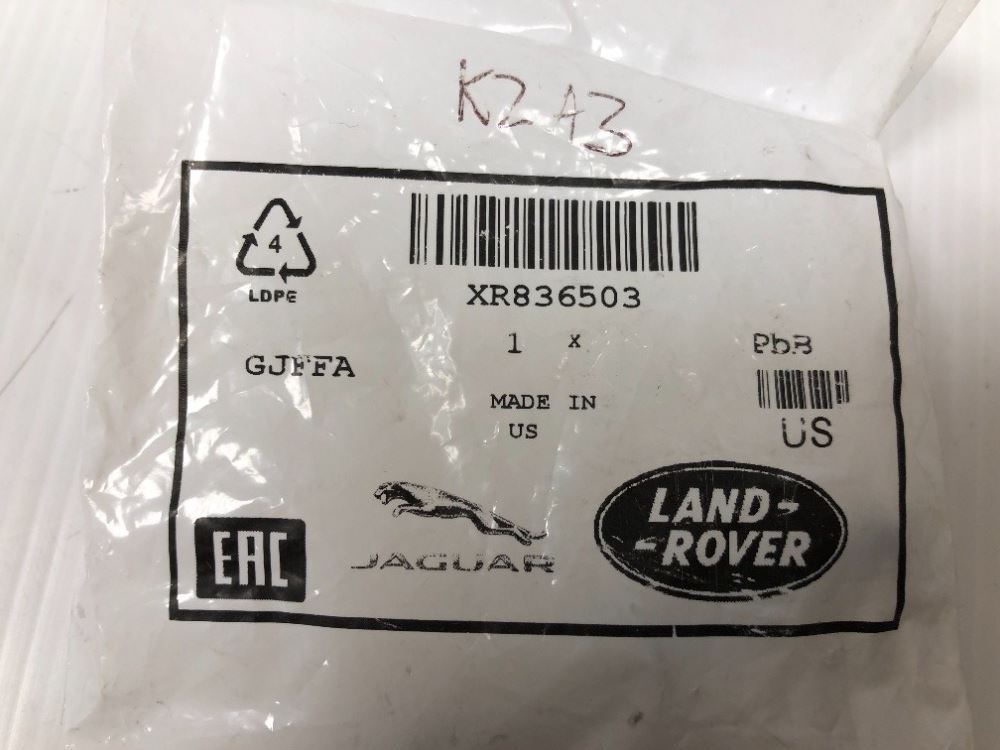 K2A3
4
LDPE
XR836503
1 x
GJFFA
PbB
MADE IN
US
US
EAC
JAGUAR
LAND-
-ROVER